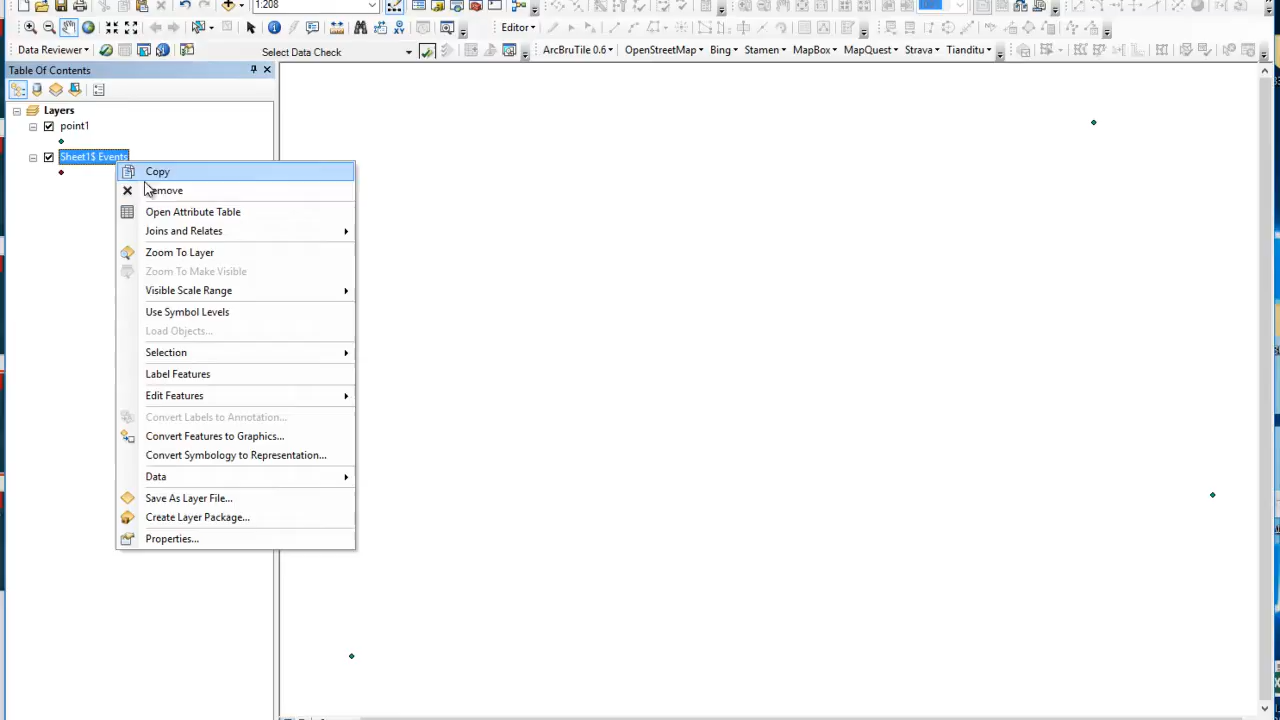 1:208
Editor
Data Reviewer
Select Data Check
ArcBruTile 0.6
OpenStreetMap
Bing
Stamen
MapBox
MapQuest
Strava
Tianditu
Table Of Contents
Layers
point1
Sheet1$ Events
Copy
Remove
Open Attribute Table
Joins and Relates
Zoom To Layer
Zoom To Make Visible
Visible Scale Range
Use Symbol Levels
Load Objects...
Selection
Label Features
Edit Features
Convert Labels to Annotation...
Convert Features to Graphics...
Convert Symbology to Representation...
Data
Save As Layer File...
Create Layer Package...
Properties...